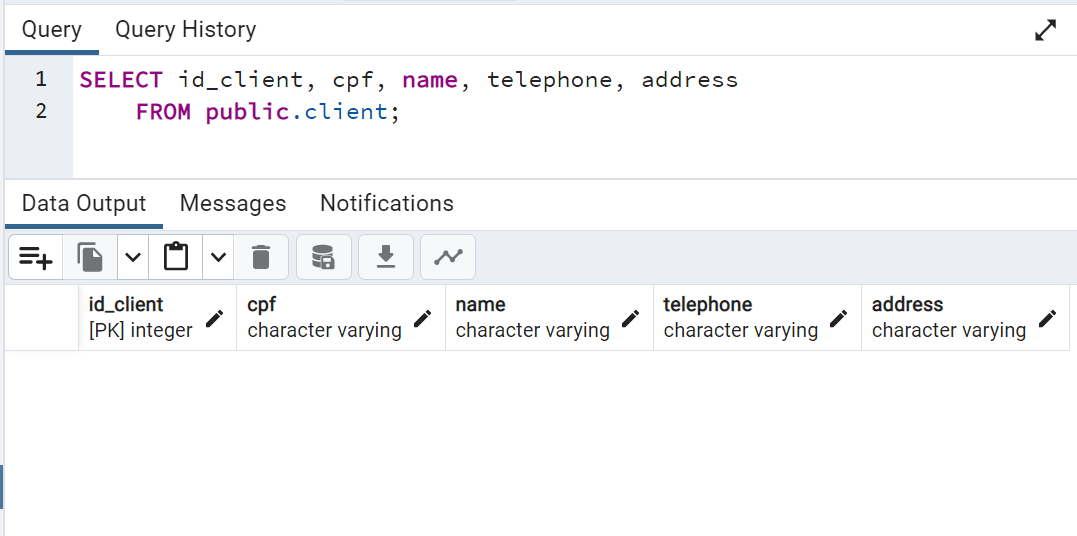 Query Query History
1 SELECT id_client, cpf, name, telephone, address
2 FROM public.client;
Data Output Messages Notifications
id_client cpf name telephone address
[PK] integer character varying character varying character varying character varying